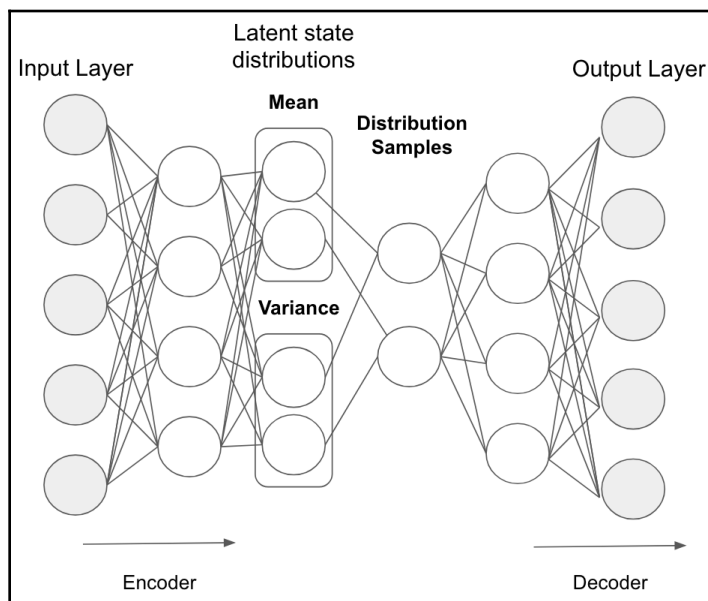 Latent state
distributions
Input Layer
Output Layer
Mean
Distribution
Samples
Variance
Encoder
Decoder